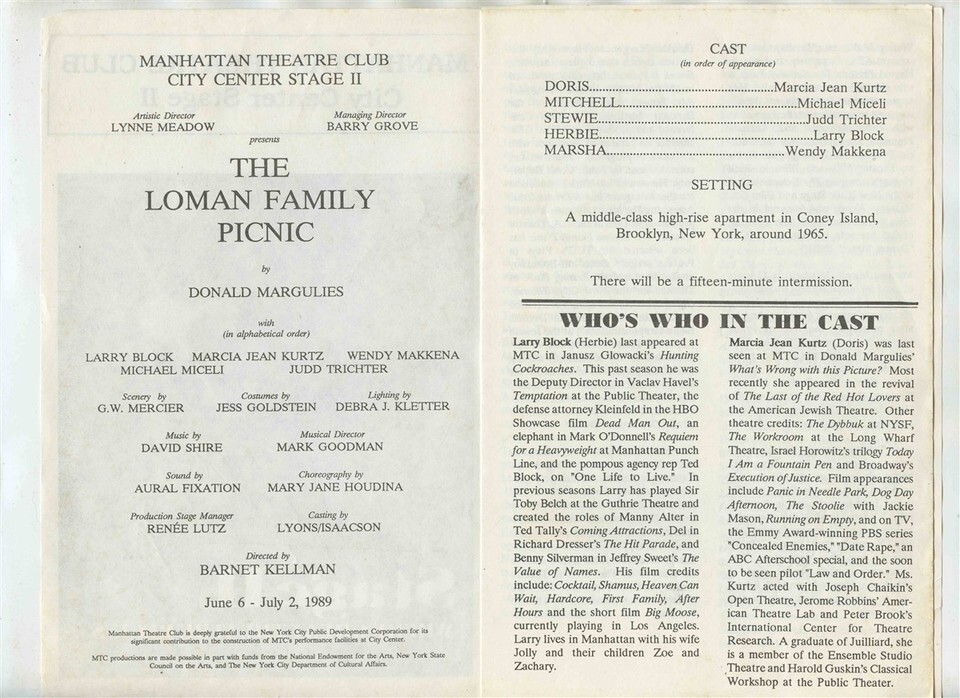 MANHATTAN THEATRE CLUB
CITY CENTER STAGE II
Artistic Director
LYNNE MEADOW
Managing Director
BARRY GROVE
presents
THE
LOMAN FAMILY
PICNIC
by
DONALD MARGULIES
with
(in alphabetical order)
LARRY BLOCK MARCIA JEAN KURTZ WENDY MAKKENA
MICHAEL MICELI JUDD TRICHTER
Scenery by
G.W. MERCIER
Costumes by
JESS GOLDSTEIN
Lighting by
DEBRA J. KLETTER
Music by
DAVID SHIRE
Musical Director
MARK GOODMAN
Sound by
AURAL FIXATION
Choreography by
MARY JANE HOUDINA
Production Stage Manager
RENÉE LUTZ
Casting by
LYONS/ISAACSON
Directed by
BARNET KELLMAN
June 6 - July 2, 1989
Manhattan Theatre Club is deeply grateful to the New York City Public Development Corporation for its
significant contribution to the construction of MTC's performance facilities at City Center.
MTC productions are made possible in part with funds from the National Endowment for the Arts, New York State
Council on the Arts, and The New York City Department of Cultural Affairs.
CAST
(in order of appearance)
DORIS..................................................Marcia Jean Kurtz
MITCHELL................................................Michael Miceli
STEWIE........................................................Judd Trichter
HERBIE..........................................................Larry Block
MARSHA..................................................Wendy Makkena
SETTING
A middle-class high-rise apartment in Coney Island,
Brooklyn, New York, around 1965.
There will be a fifteen-minute intermission.
WHO'S WHO IN THE CAST
Larry Block (Herbie) last appeared at
MTC in Janusz Glowacki's Hunting
Cockroaches. This past season he was
the Deputy Director in Vaclav Havel's
Temptation at the Public Theater, the
defense attorney Kleinfeld in the HBO
Showcase film Dead Man Out, an
elephant in Mark O'Donnell's Requiem
for a Heavyweight at Manhattan Punch
Line, and the pompous agency rep Ted
Block, on "One Life to Live." In
previous seasons Larry has played Sir
Toby Belch at the Guthrie Theatre and
created the roles of Manny Alter in
Ted Tally's Coming Attractions, Del in
Richard Dresser's The Hit Parade, and
Benny Silverman in Jeffrey Sweet's The
Value of Names. His film credits
include: Cocktail, Shamus, Heaven Can
Wait, Hardcore, First Family, After
Hours and the short film Big Moose,
currently playing in Los Angeles.
Larry lives in Manhattan with his wife
Jolly and their children Zoe and
Zachary.
Marcia Jean Kurtz (Doris) was last
seen at MTC in Donald Margulies'
What's Wrong with this Picture? Most
recently she appeared in the revival
of The Last of the Red Hot Lovers at
the American Jewish Theatre. Other
theatre credits: The Dybbuk at NYSF,
The Workroom at the Long Wharf
Theatre, Israel Horowitz's trilogy Today
I Am a Fountain Pen and Broadway's
Execution of Justice. Film appearances
include Panic in Needle Park, Dog Day
Afternoon, The Stoolie with Jackie
Mason, Running on Empty, and on TV,
the Emmy Award-winning PBS series
"Concealed Enemies," "Date Rape," an
ABC Afterschool special, and the soon
to be seen pilot "Law and Order." Ms.
Kurtz acted with Joseph Chaikin's
Open Theatre, Jerome Robbins' Amer-
ican Theatre Lab and Peter Brook's
International Center for Theatre
Research. A graduate of Juilliard, she
is a member of the Ensemble Studio
Theatre and Harold Guskin's Classical
Workshop at the Public Theater.